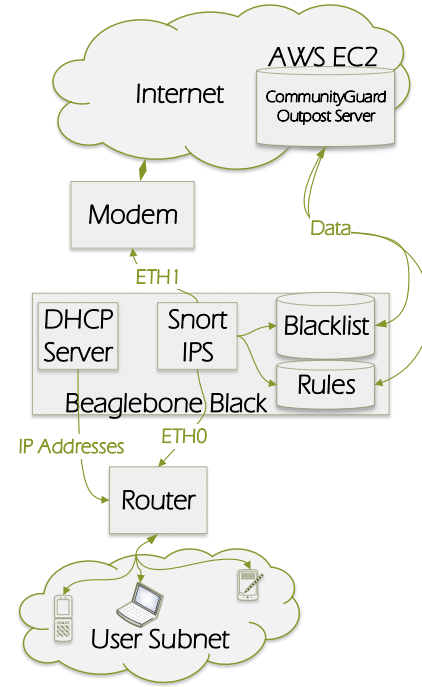 AWS EC2
Internet
CommunityGuard
Outpost Server
Modem
Data
ETH1
DHCP
Server
Snort
IPS
Blacklist
Rules
Beaglebone Black
IP Addresses
ETH0
Router
User Subnet